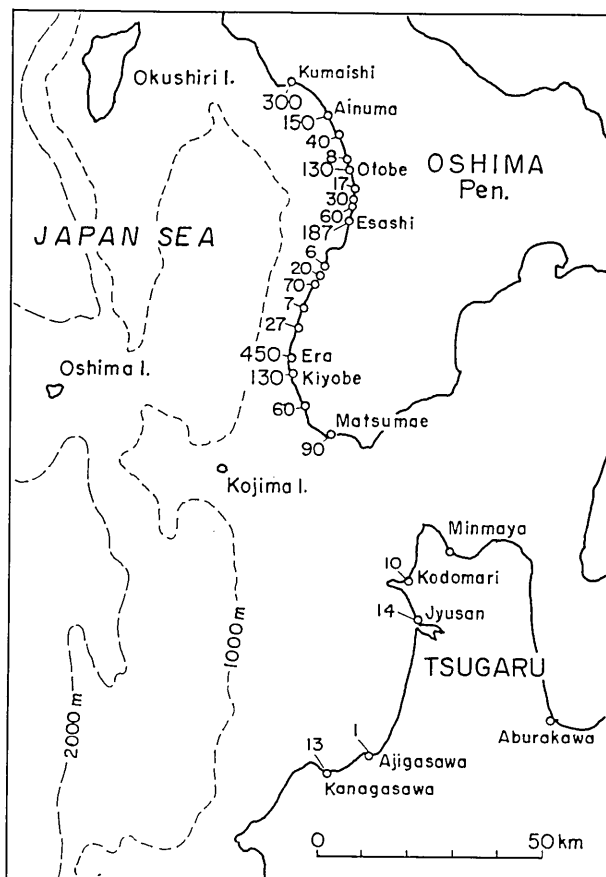 Okushiri I.
Kumaishi
300
Ainuma
150
40
8
130
Otobe
OSHIMA
Pen.
17
30
60
Esashi
187
JAPAN SEA
6
20
70
7
27
450
Era
130
Kiyobe
Oshima I.
60
Matsumae
90
Kojima I.
Minmaya
10
Kodomari
14
Jyusan
TSUGARU
1000m
2000m
Aburakawa
1
13
Ajigasawa
Kanagasawa
0 50 km